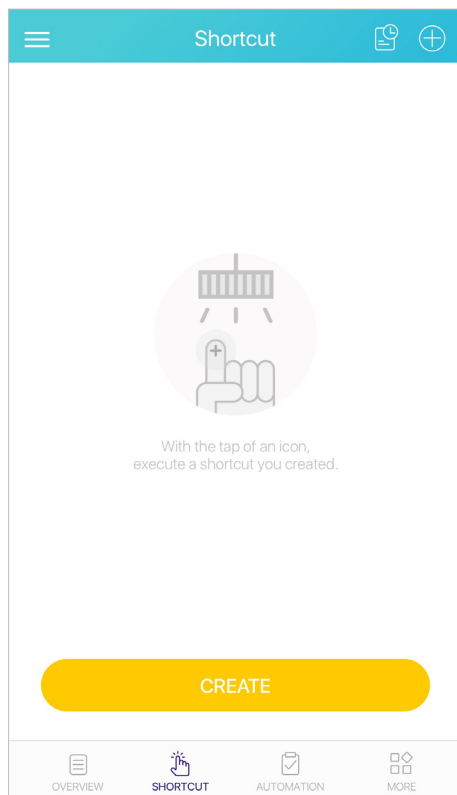 Shortcut
With the tap of an icon,
execute a shortcut you created.
CREATE
OVERVIEW
SHORTCUT
AUTOMATION
MORE